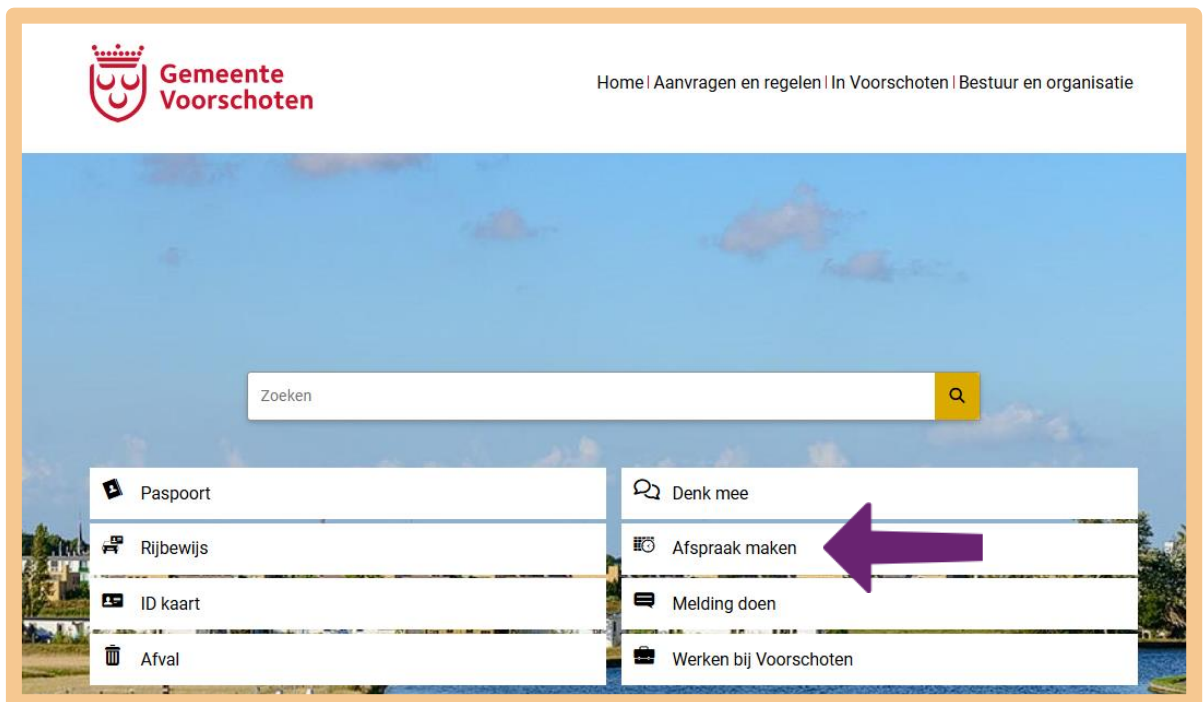 Gemeente
Voorschoten
Home | Aanvragen en regelen | In Voorschoten | Bestuur en organisatie
Zoeken
Paspoort
Denk mee
Rijbewijs
Afspraak maken
ID kaart
Melding doen
Afval
Werken bij Voorschoten